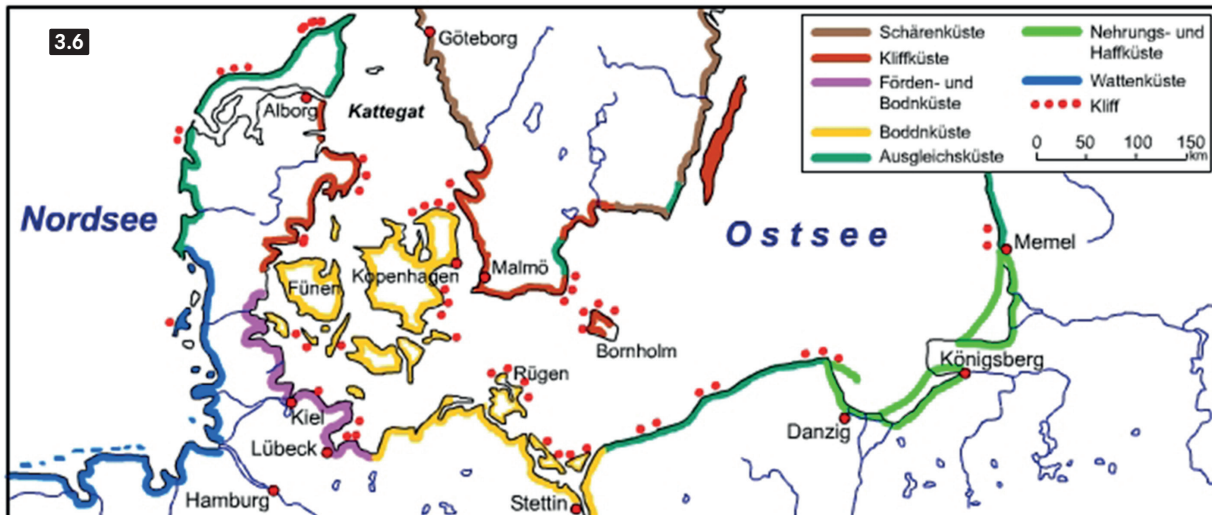 3.6
Göteborg
Alborg
Kattegat
Nordsee
Ostsee
Fünen
Kopenhagen
Malmö
Bornholm
Memel
Königsberg
Danzig
Rügen
Kiel
Lübeck
Hamburg
Stettin
Schärenküste
Kliffküste
Förden- und
Bodnküste
Boddnküste
Ausgleichsküste
Nehrungs- und
Haffküste
Wattenküste
Kliff
0 50 100 150
km